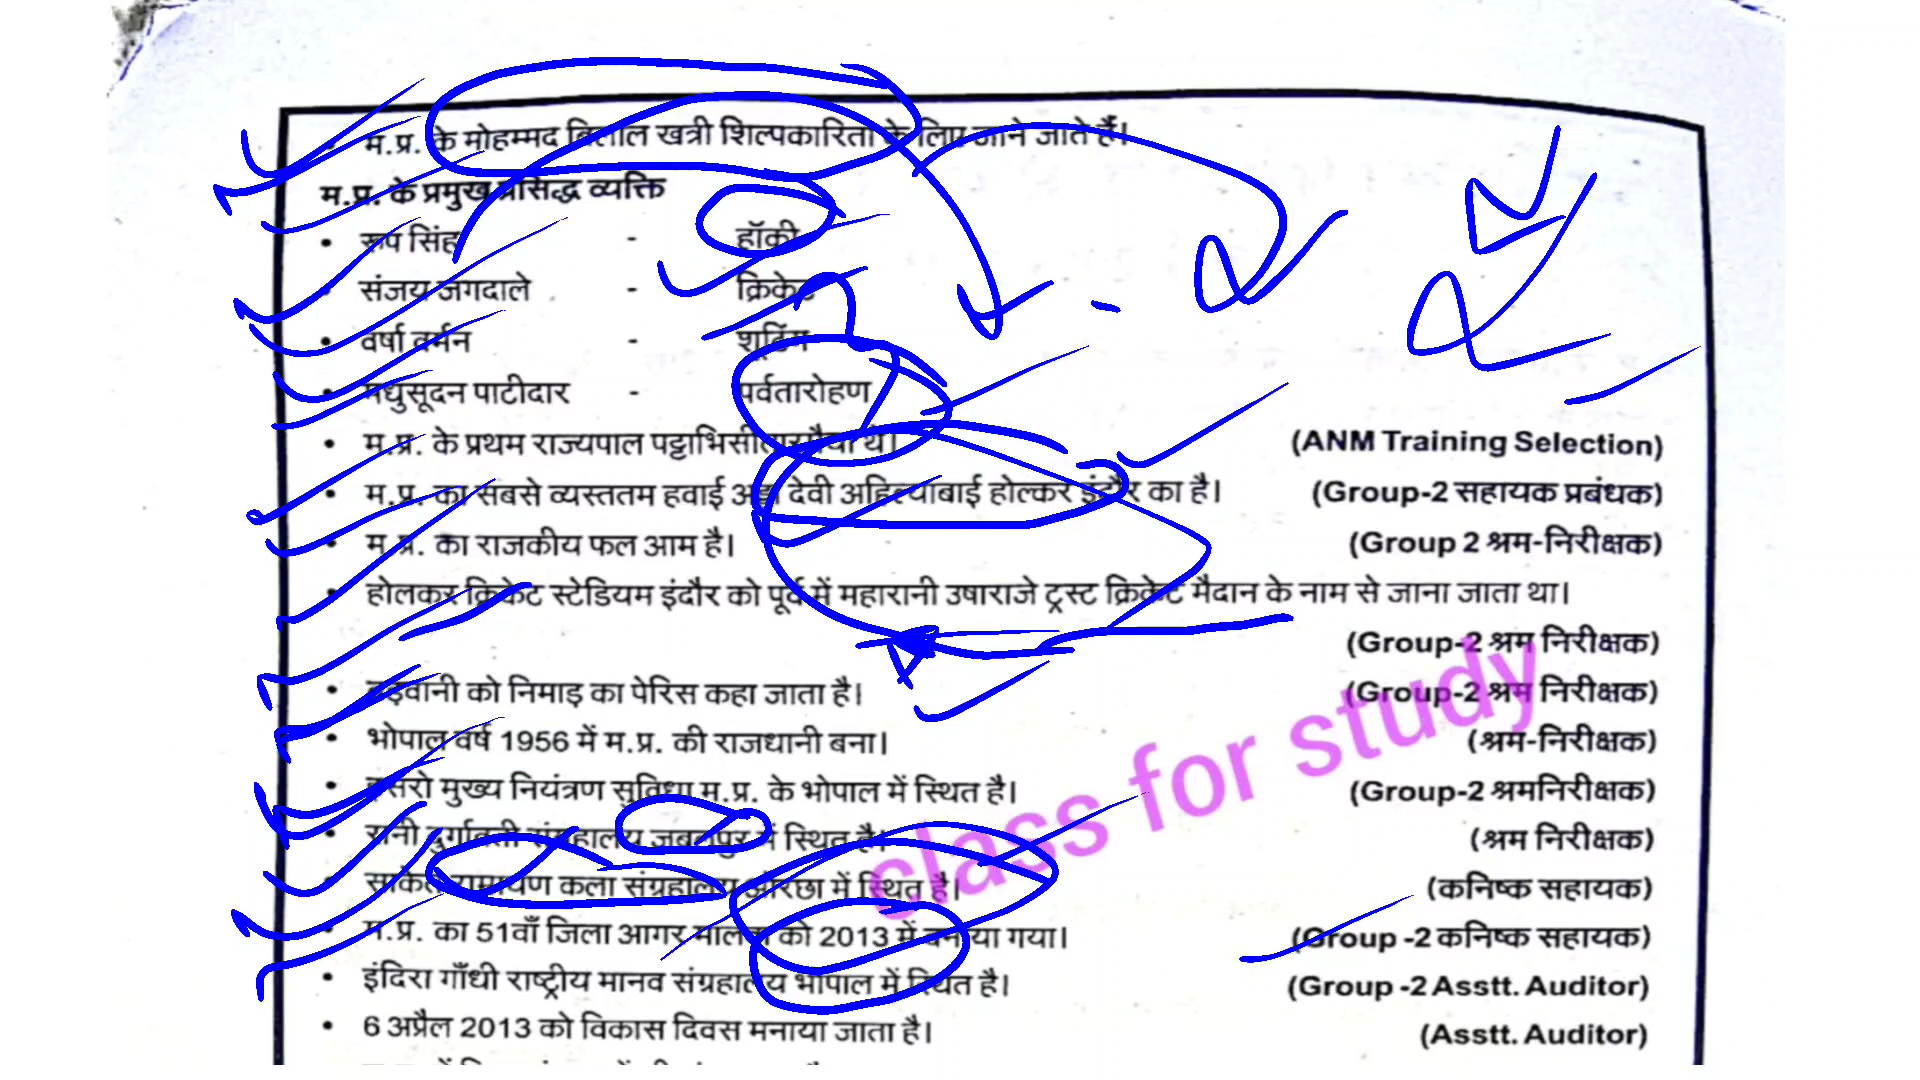 म.प्र. के मोहम्मद बिलाल खत्री शिल्पकारिता के लिए जाने जाते हैं।
म.प्र. के प्रमुख प्रसिद्ध व्यक्ति
• रूप सिंह - हॉकी
• संजय जगदाले - क्रिकेट
• वर्षा वर्मन - शूटिंग
• मधुसूदन पाटीदार - पर्वतारोहण
• म.प्र. के प्रथम राज्यपाल पट्टाभिसीतारमैया थे। (ANM Training Selection)
• म.प्र. का सबसे व्यस्ततम हवाई अड्डा देवी अहिल्याबाई होल्कर इंदौर का है। (Group-2 सहायक प्रबंधक)
• म.प्र. का राजकीय फल आम है। (Group 2 श्रम-निरीक्षक)
• होलकर क्रिकेट स्टेडियम इंदौर को पूर्व में महारानी उषाराजे ट्रस्ट क्रिकेट मैदान के नाम से जाना जाता था।
(Group-2 श्रम निरीक्षक)
• बड़वानी को निमाड़ का पेरिस कहा जाता है। (Group-2 श्रम निरीक्षक)
• भोपाल वर्ष 1956 में म.प्र. की राजधानी बना। (श्रम-निरीक्षक)
• इसरो मुख्य नियंत्रण सुविधा म.प्र. के भोपाल में स्थित है। (Group-2 श्रमनिरीक्षक)
• रानी दुर्गावती संग्रहालय जबलपुर में स्थित है। (श्रम निरीक्षक)
• साकेत रामायण कला संग्रहालय ओरछा में स्थित है। (कनिष्क सहायक)
• म.प्र. का 51वाँ जिला आगर मालवा को 2013 में बनाया गया। (Group -2 कनिष्क सहायक)
• इंदिरा गाँधी राष्ट्रीय मानव संग्रहालय भोपाल में स्थित है। (Group -2 Asstt. Auditor)
• 6 अप्रैल 2013 को विकास दिवस मनाया जाता है। (Asstt. Auditor)
class for study